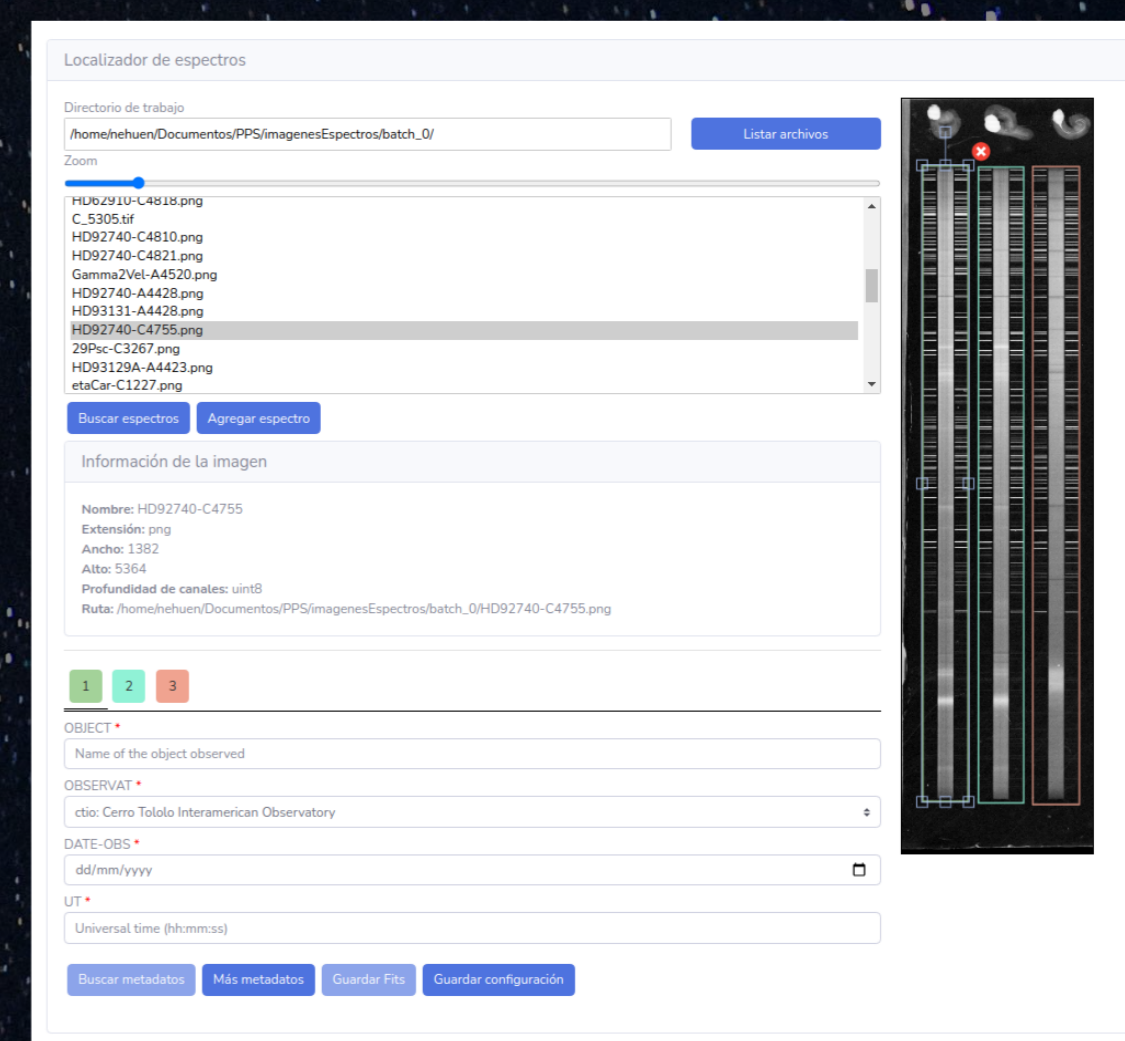 Localizador de espectros
Directorio de trabajo
/home/nehuen/Documentos/PPS/imagenesEspectros/batch_0/
Listar archivos
Zoom
HD62910-C4818.png
C_5305.tif
HD92740-C4810.png
HD92740-C4821.png
Gamma2Vel-A4520.png
HD92740-A4428.png
HD93131-A4428.png
HD92740-C4755.png
29Psc-C3267.png
HD93129A-A4423.png
etaCar-C1227.png
Buscar espectros Agregar espectro
Información de la imagen
Nombre: HD92740-C4755
Extensión: png
Ancho: 1382
Alto: 5364
Profundidad de canales: uint8
Ruta: /home/nehuen/Documentos/PPS/imagenesEspectros/batch_0/HD92740-C4755.png
1 2 3
OBJECT *
Name of the object observed
OBSERVAT *
ctio: Cerro Tololo Interamerican Observatory
DATE-OBS *
dd/mm/yyyy
UT *
Universal time (hh:mm:ss)
Buscar metadatos Más metadatos Guardar Fits Guardar configuración